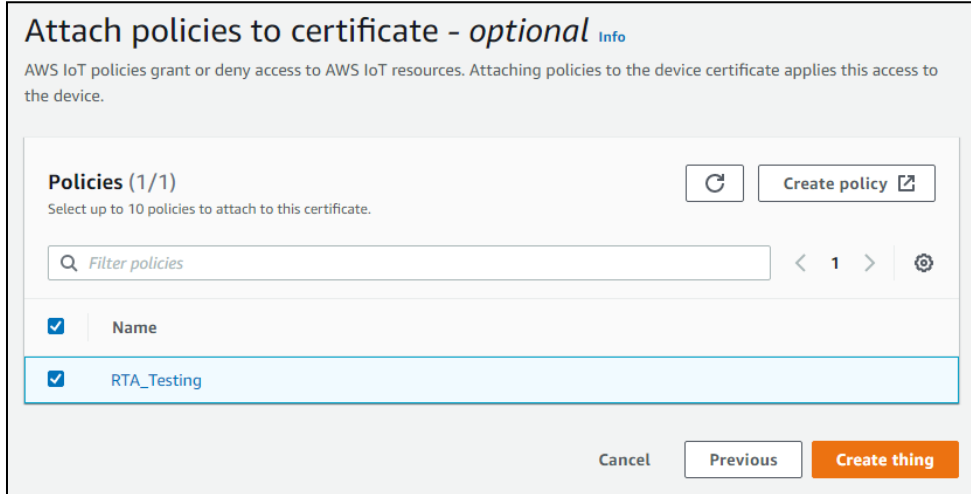 Attach policies to certificate - optional Info
AWS IoT policies grant or deny access to AWS IoT resources. Attaching policies to the device certificate applies this access to
the device.
Policies (1/1)
Create policy
Select up to 10 policies to attach to this certificate.
Filter policies
1
Name
RTA_Testing
Cancel
Previous
Create thing